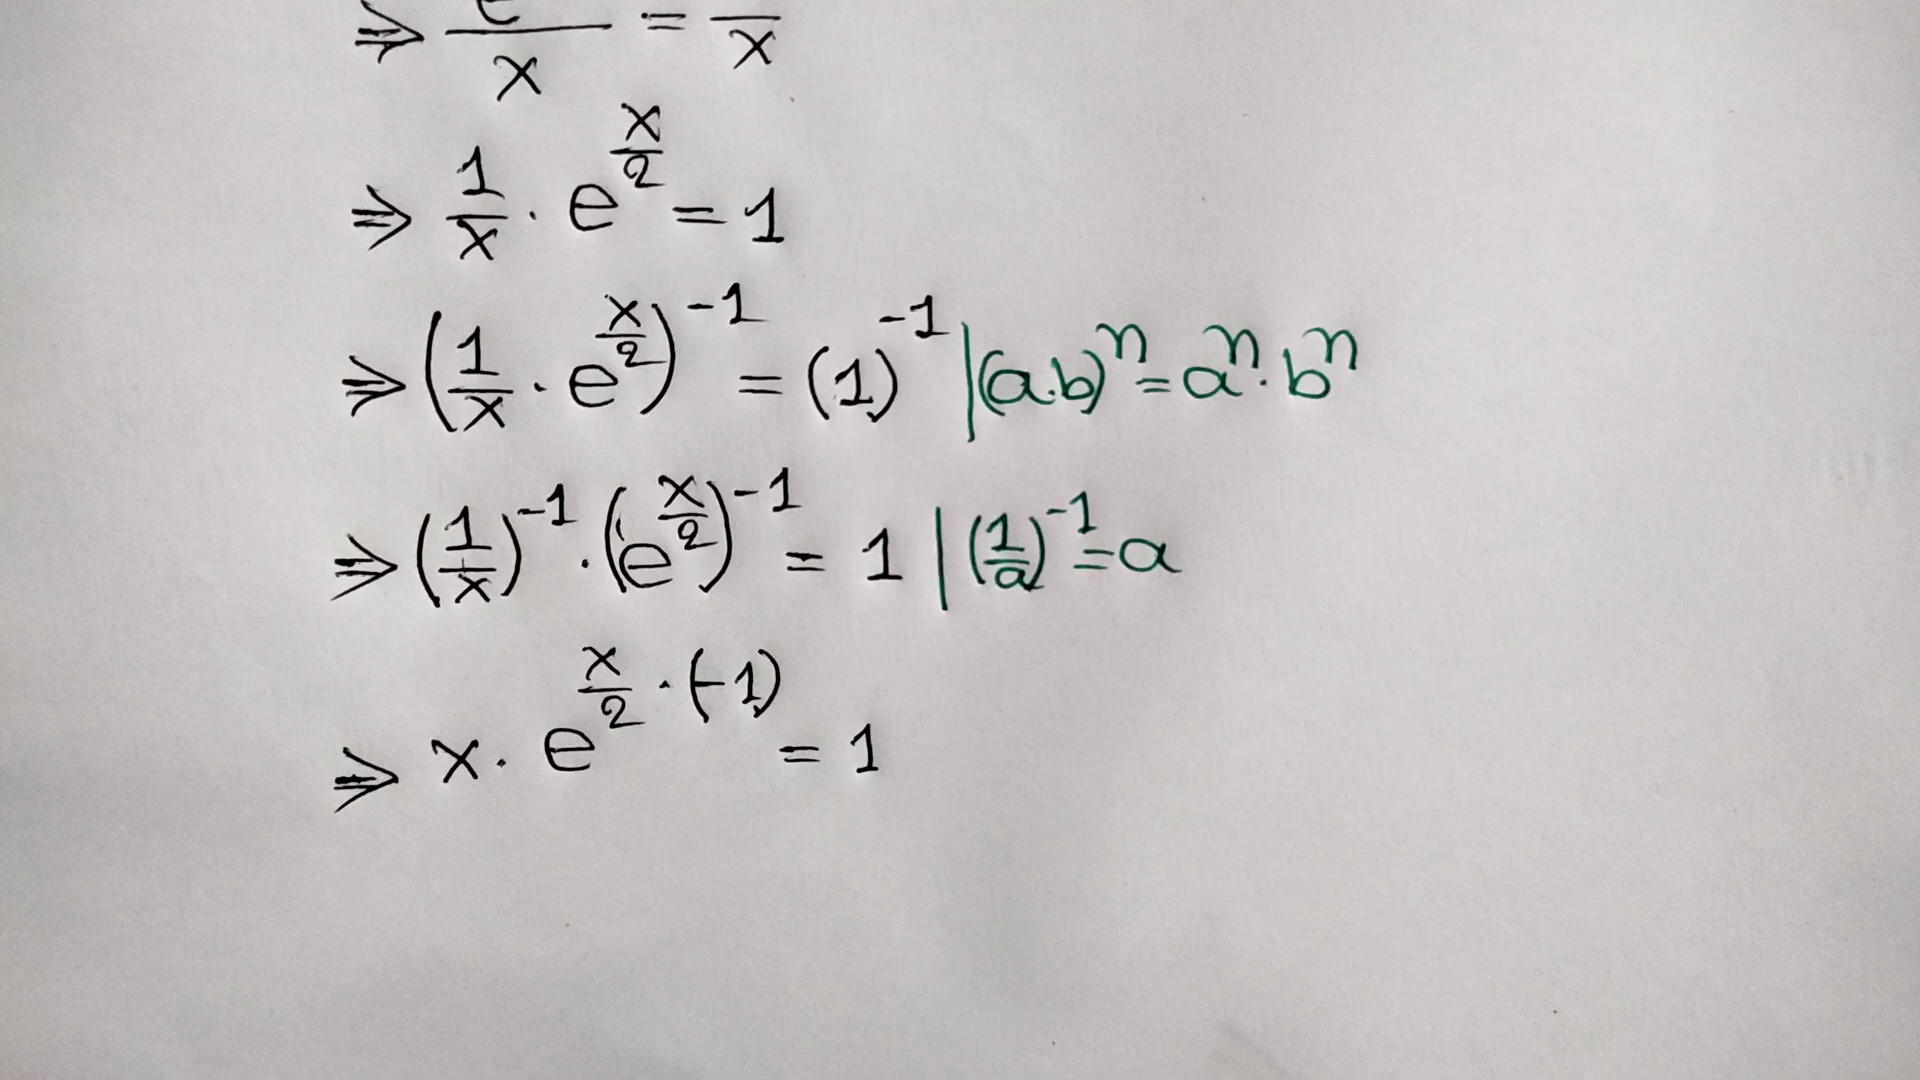 ⇒ —/x = —/x
⇒ 1/x · e^(x/2) = 1
⇒ (1/x · e^(x/2))^-1 = (1)^-1 | (a.b)^n = a^n · b^n
⇒ (1/x)^-1 · (e^(x/2))^-1 = 1 | (1/a)^-1 = a
⇒ x · e^(x/2 · (-1)) = 1